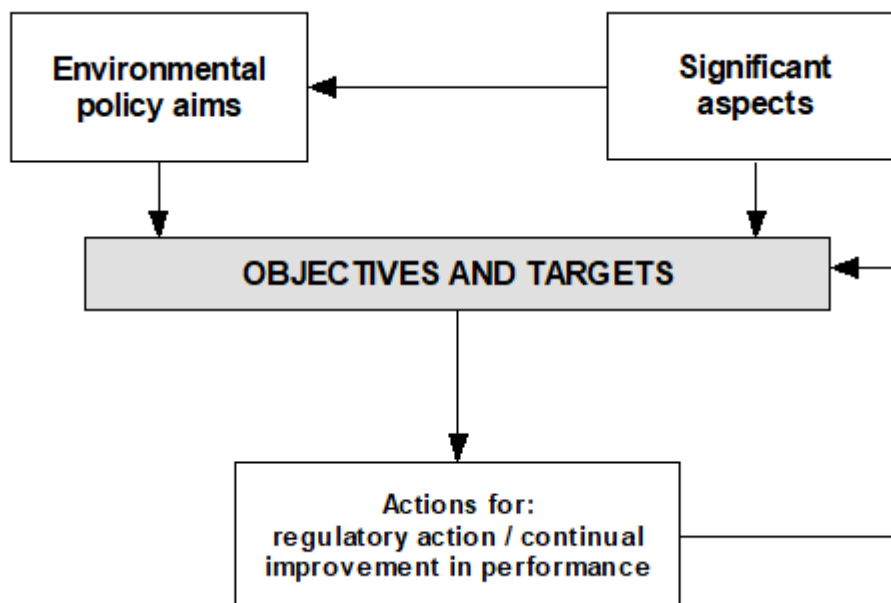 Environmental
policy aims
Significant
aspects
OBJECTIVES AND TARGETS
Actions for:
regulatory action / continual
improvement in performance